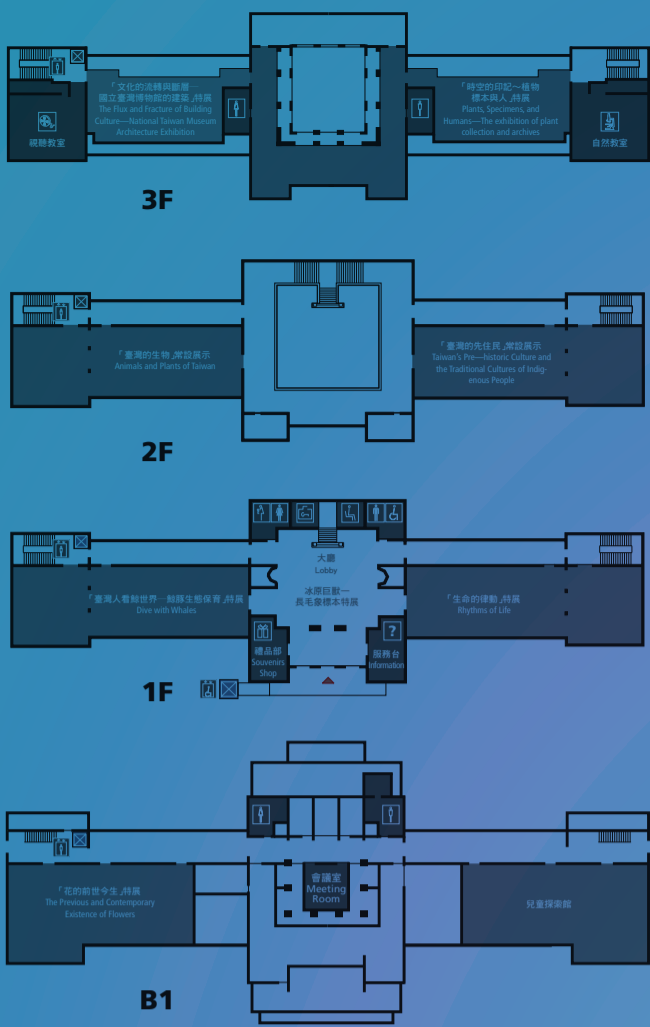 「文化的流轉與斷層—
國立臺灣博物館的建築」特展
The Flux and Fracture of Building
Culture—National Taiwan Museum
Architecture Exhibition
「時空的印記~植物
標本與人」特展
Plants, Specimens, and
Humans—The exhibition of plant
collection and archives
視聽教室
自然教室
3F
「臺灣的生物」常設展示
Animals and Plants of Taiwan
「臺灣的先住民」常設展示
Taiwan's Pre—historic Culture and
the Traditional Cultures of Indig-
enous People
2F
大廳
Lobby
冰原巨獸—
長毛象標本特展
「臺灣人看鯨世界—鯨豚生態保育」特展
Dive with Whales
「生命的律動」特展
Rhythms of Life
禮品部
Souvenirs
Shop
?
服務台
Information
1F
會議室
Meeting
Room
「花的前世今生」特展
The Previous and Contemporary
Existence of Flowers
兒童探索館
B1